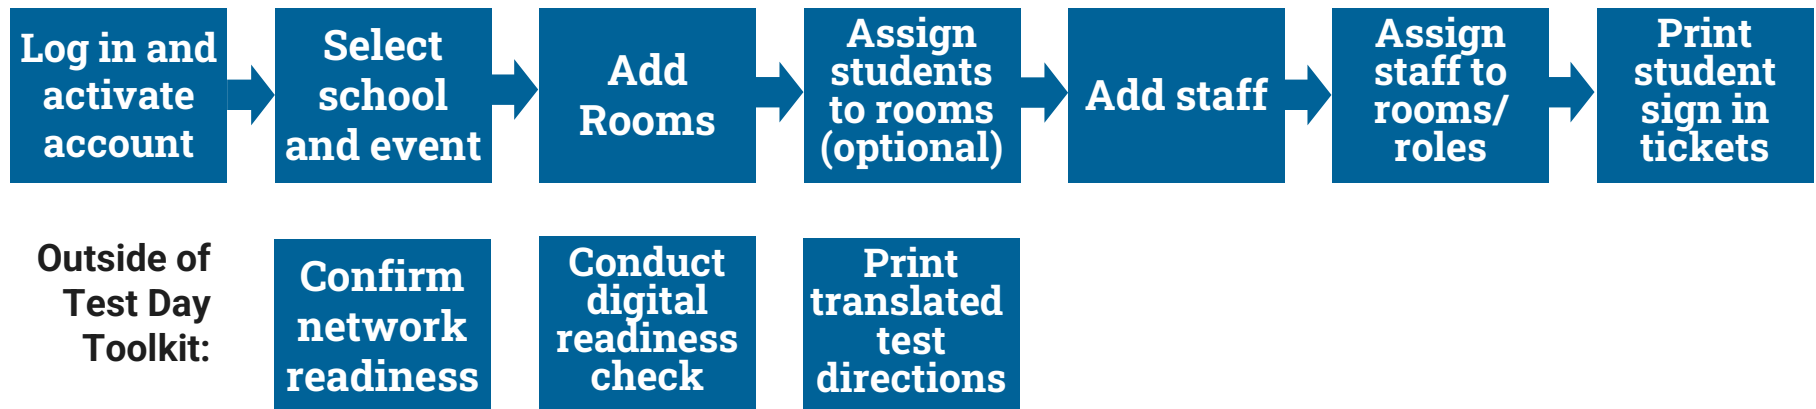 Log in and
activate
account
Select
school
and event
Add
Rooms
Assign
students
to rooms
(optional)
Add staff
Assign
staff to
rooms/
roles
Print
student
sign in
tickets
Outside of
Test Day
Toolkit:
Confirm
network
readiness
Conduct
digital
readiness
check
Print
translated
test
directions